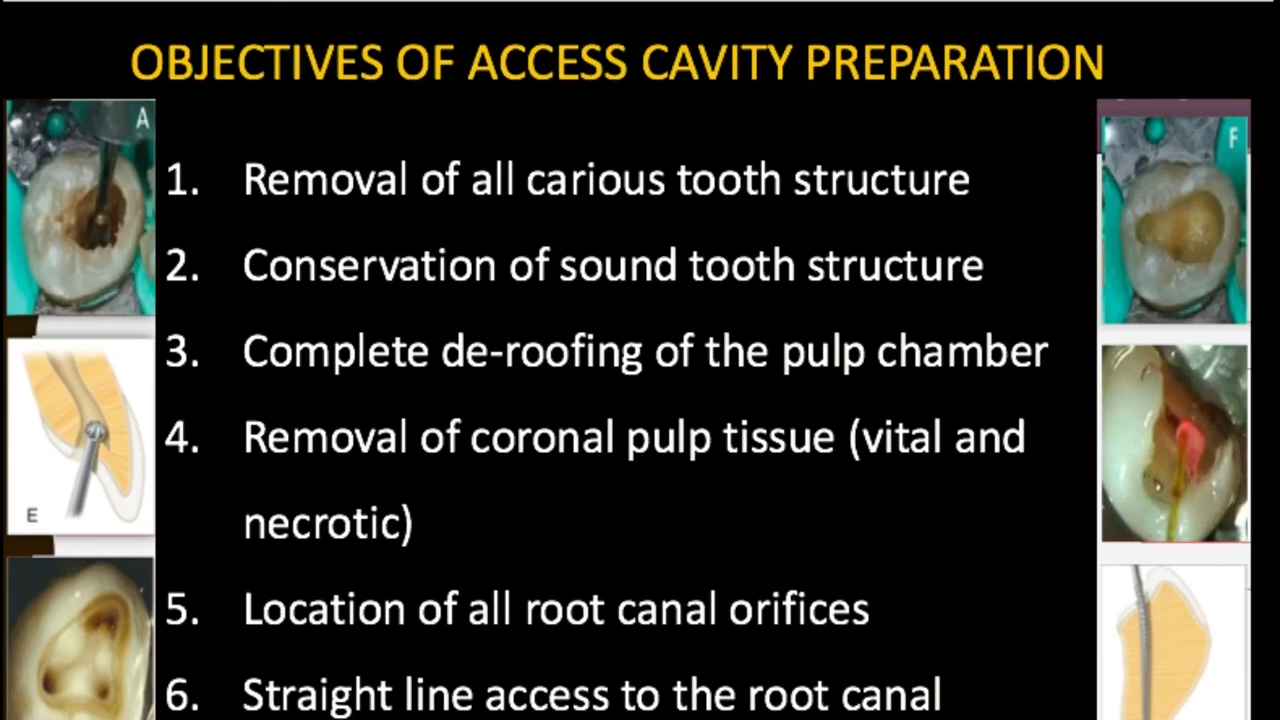 OBJECTIVES OF ACCESS CAVITY PREPARATION
A
F
1. Removal of all carious tooth structure
2. Conservation of sound tooth structure
3. Complete de-roofing of the pulp chamber
4. Removal of coronal pulp tissue (vital and
necrotic)
E
5. Location of all root canal orifices
6. Straight line access to the root canal